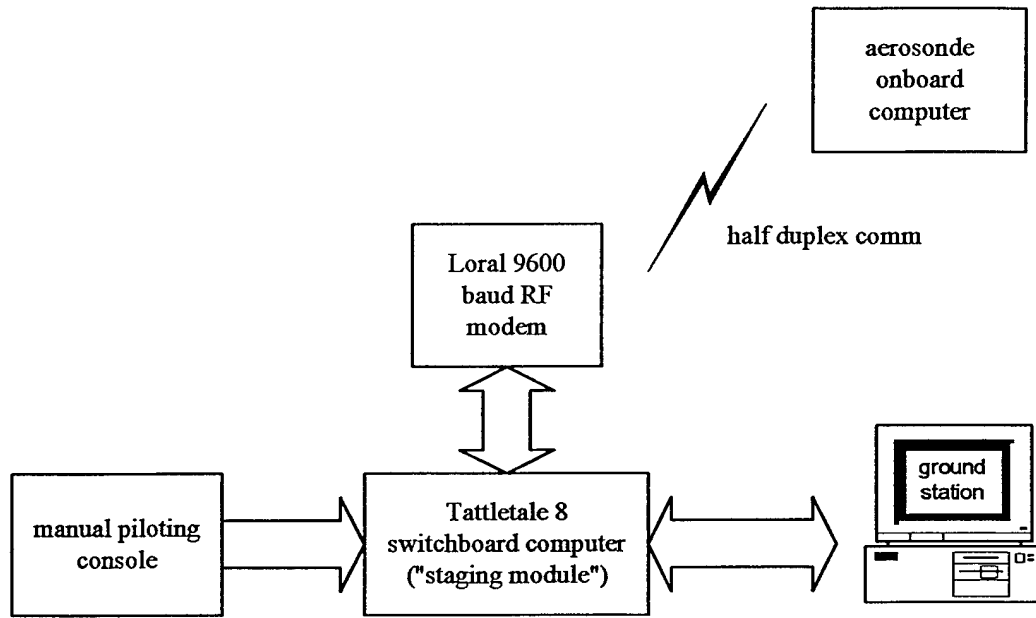 aerosonde
onboard
computer
half duplex comm
Loral 9600
baud RF
modem
manual piloting
console
Tattletale 8
switchboard computer
("staging module")
ground
station